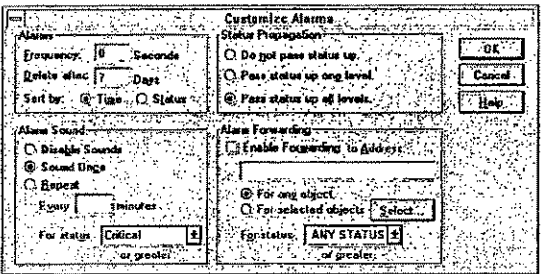 Customize Alarms
Alarms
Frequency: 0 Seconds
Delete after 7 Days
Sort by: Time Status
Status Propagation
Do not pass status up.
Pass status up one level.
Pass status up all levels.
OK
Cancel
Help
Alarm Sound
Disable Sounds
Sound Once
Repeat
Every minutes
For status Critical
or greater
Alarm Forwarding
Enable Forwarding to Address:
For any object
For selected objects Select...
For status: ANY STATUS
or greater